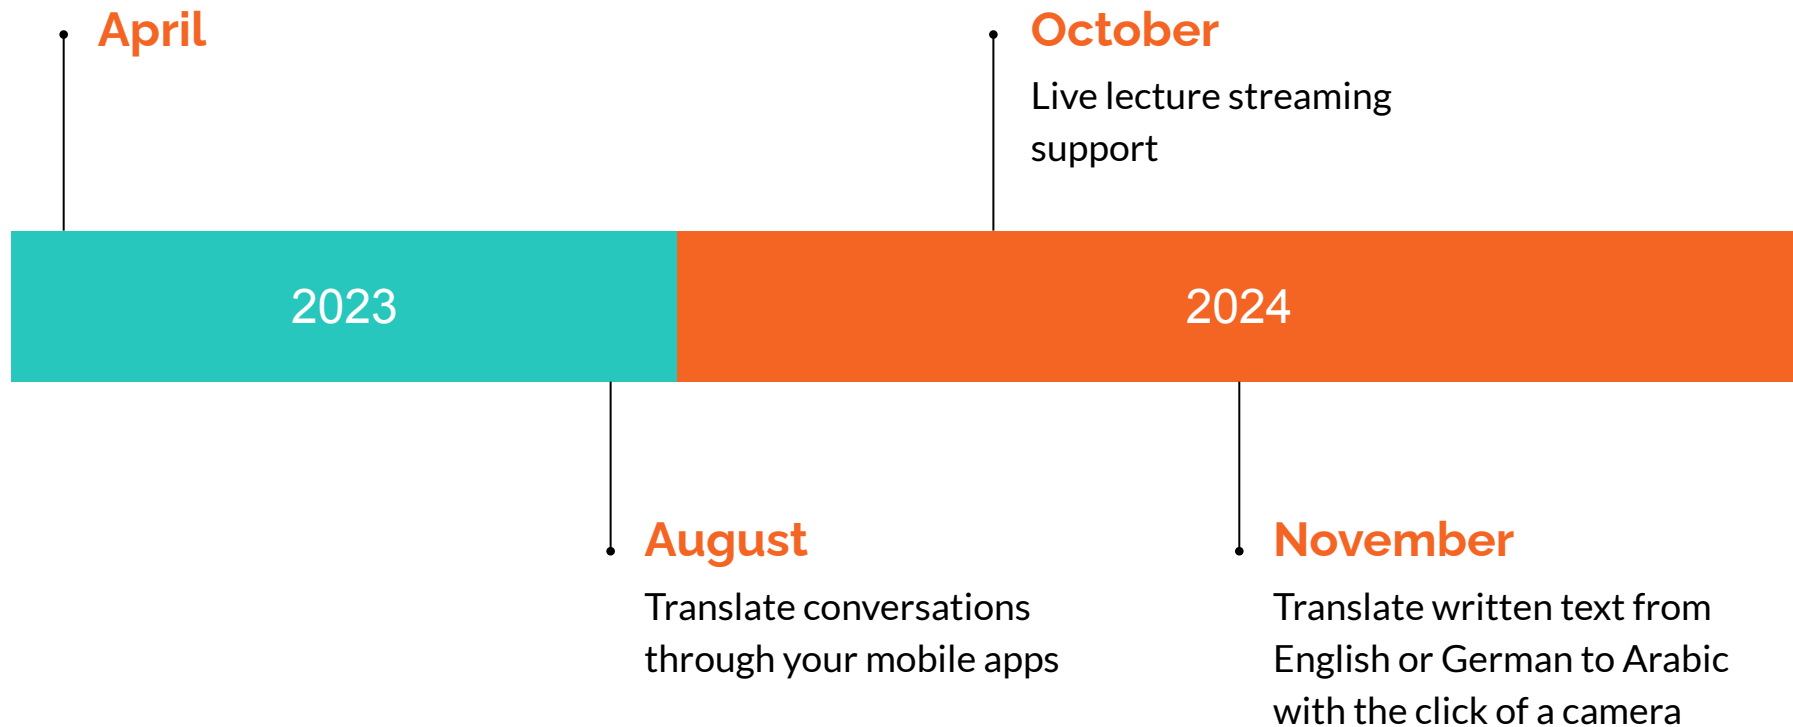 April
October
Live lecture streaming
support
2023
2024
August
Translate conversations
through your mobile apps
November
Translate written text from
English or German to Arabic
with the click of a camera